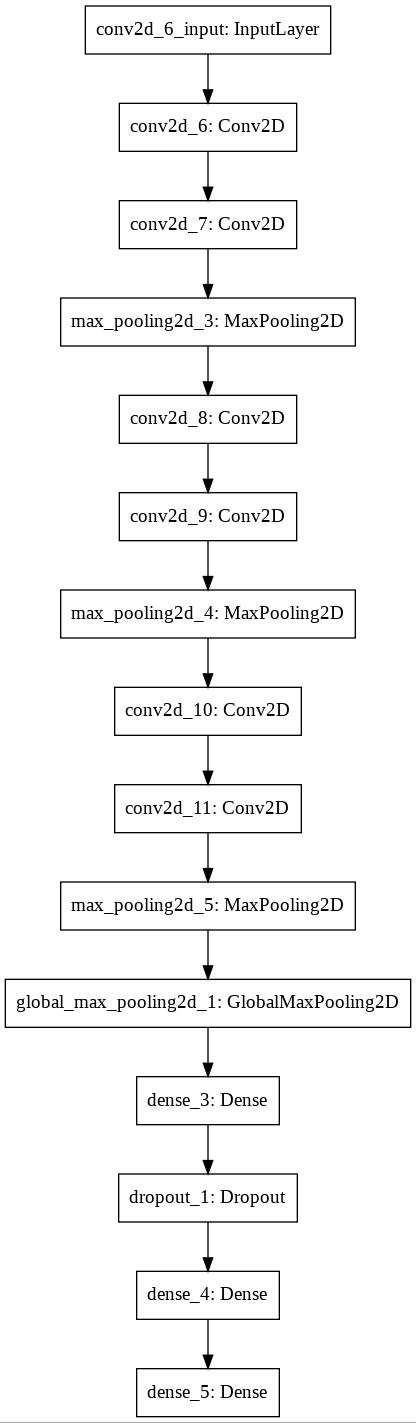 conv2d_6_input: InputLayer
conv2d_6: Conv2D
conv2d_7: Conv2D
max_pooling2d_3: MaxPooling2D
conv2d_8: Conv2D
conv2d_9: Conv2D
max_pooling2d_4: MaxPooling2D
conv2d_10: Conv2D
conv2d_11: Conv2D
max_pooling2d_5: MaxPooling2D
global_max_pooling2d_1: GlobalMaxPooling2D
dense_3: Dense
dropout_1: Dropout
dense_4: Dense
dense_5: Dense